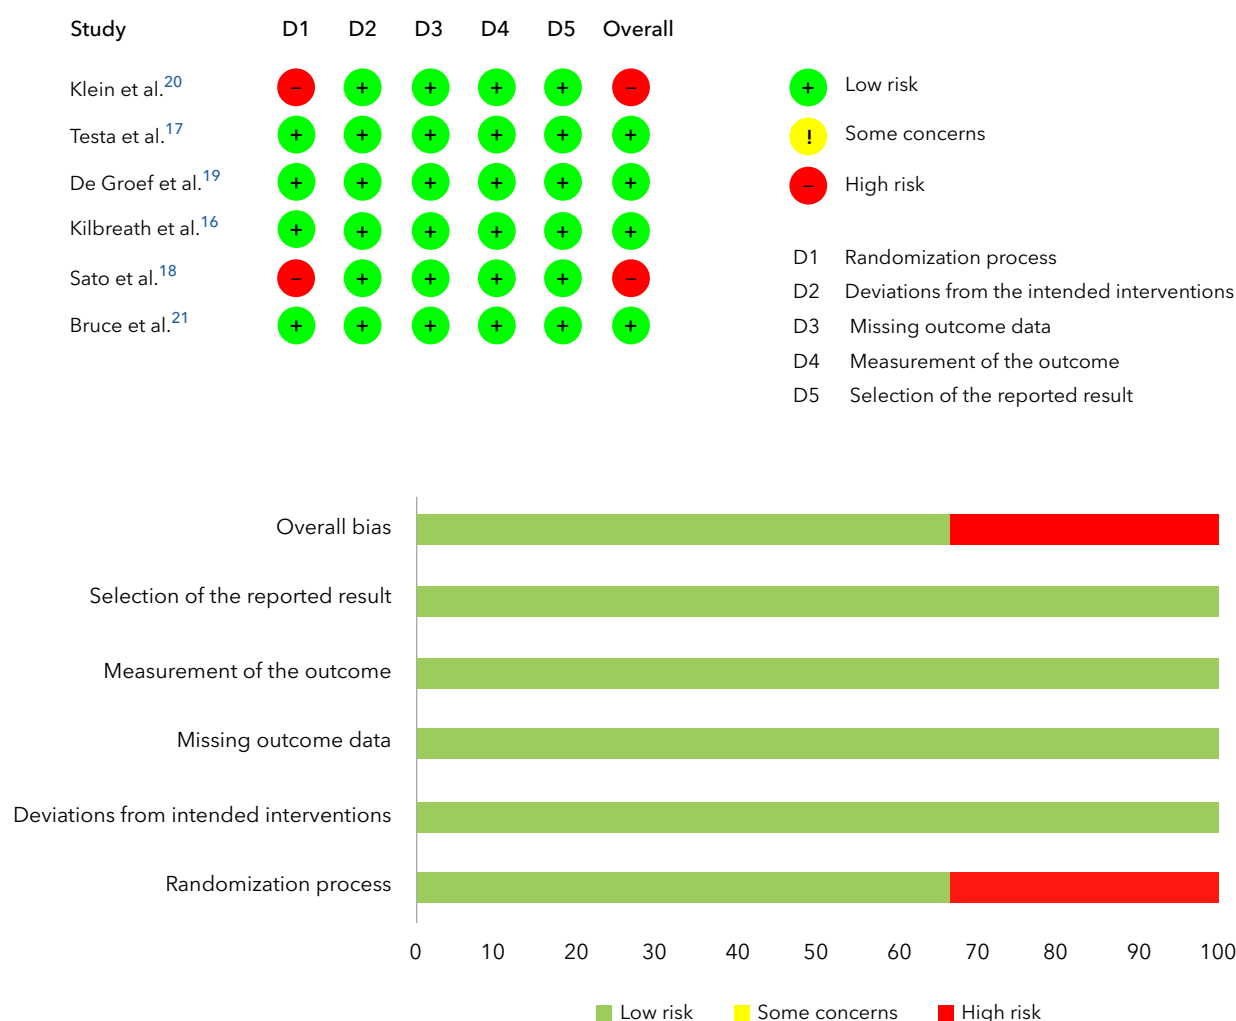 Study D1 D2 D3 D4 D5 Overall
Klein et al.20 – + + + + –
Testa et al.17 + + + + + +
De Groef et al.19 + + + + + +
Kilbreath et al.16 + + + + + +
Sato et al.18 – + + + + –
Bruce et al.21 + + + + + +
+ Low risk
! Some concerns
– High risk
D1 Randomization process
D2 Deviations from the intended interventions
D3 Missing outcome data
D4 Measurement of the outcome
D5 Selection of the reported result
Overall bias
Selection of the reported result
Measurement of the outcome
Missing outcome data
Deviations from intended interventions
Randomization process
0 10 20 30 40 50 60 70 80 90 100
Low risk Some concerns High risk